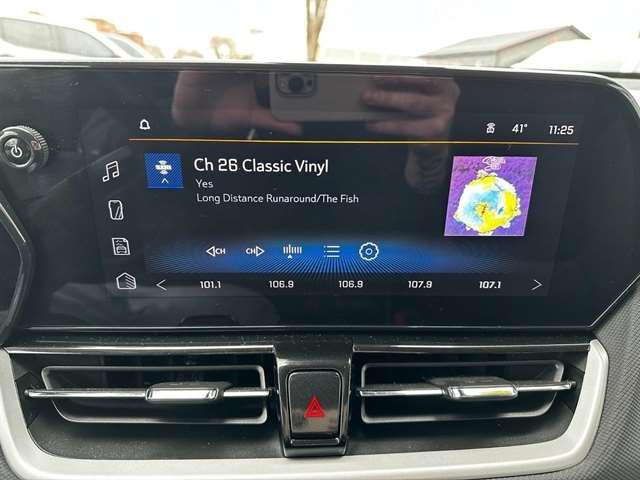 41° 11:25
Ch 26 Classic Vinyl
Yes
Long Distance Runaround/The Fish
CH CH
101.1 106.9 106.9 107.9 107.1